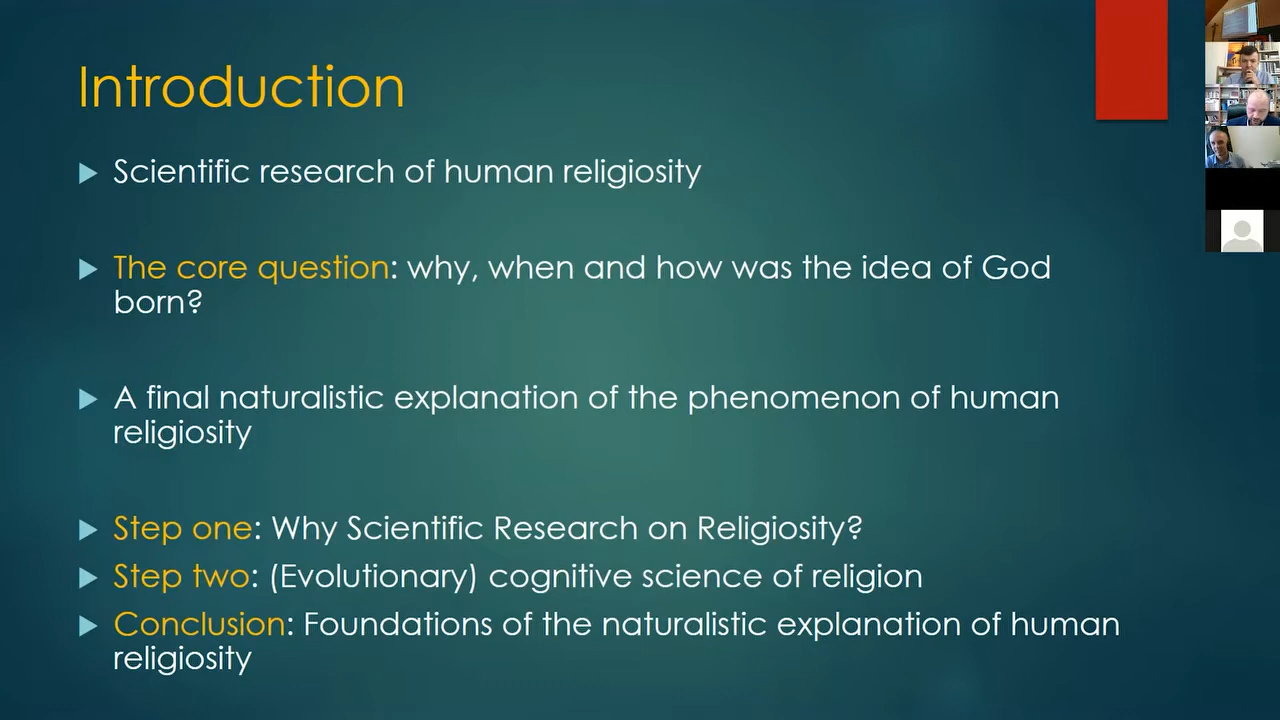 Introduction
Scientific research of human religiosity
The core question: why, when and how was the idea of God
born?
A final naturalistic explanation of the phenomenon of human
religiosity
Step one: Why Scientific Research on Religiosity?
Step two: (Evolutionary) cognitive science of religion
Conclusion: Foundations of the naturalistic explanation of human
religiosity